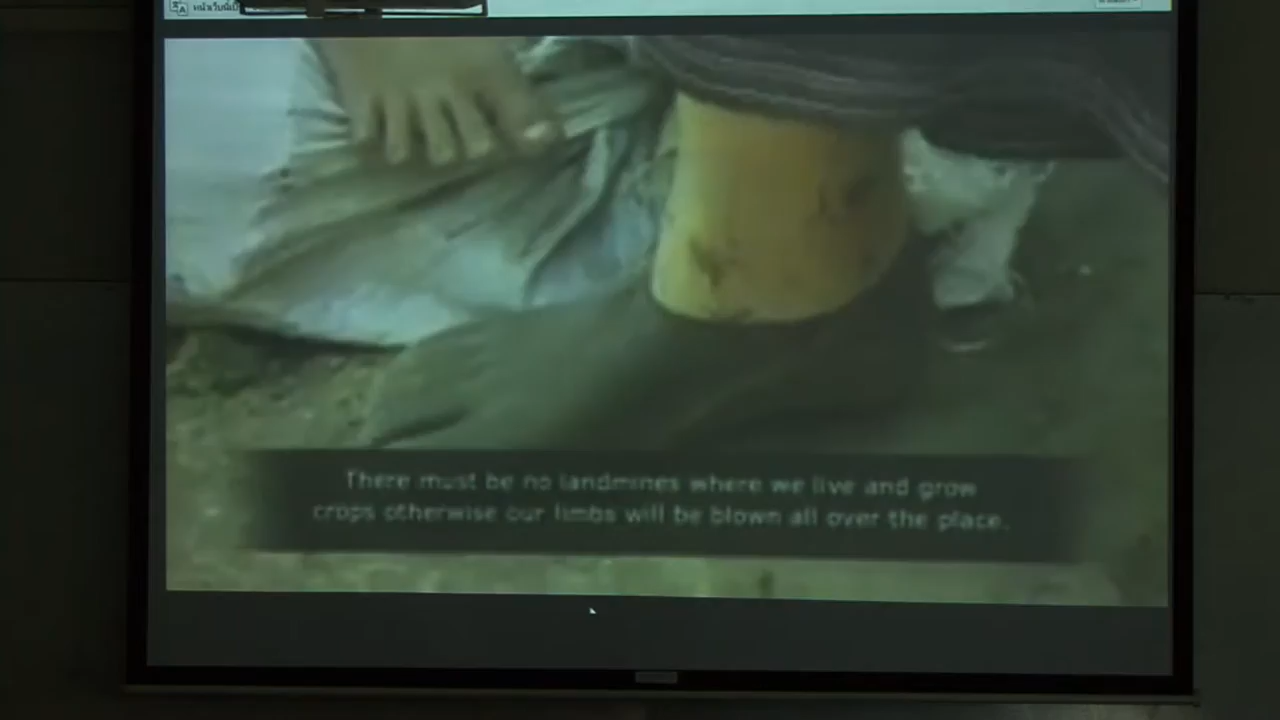 There must be no landmines where we live and grow
crops otherwise our limbs will be blown all over the place.